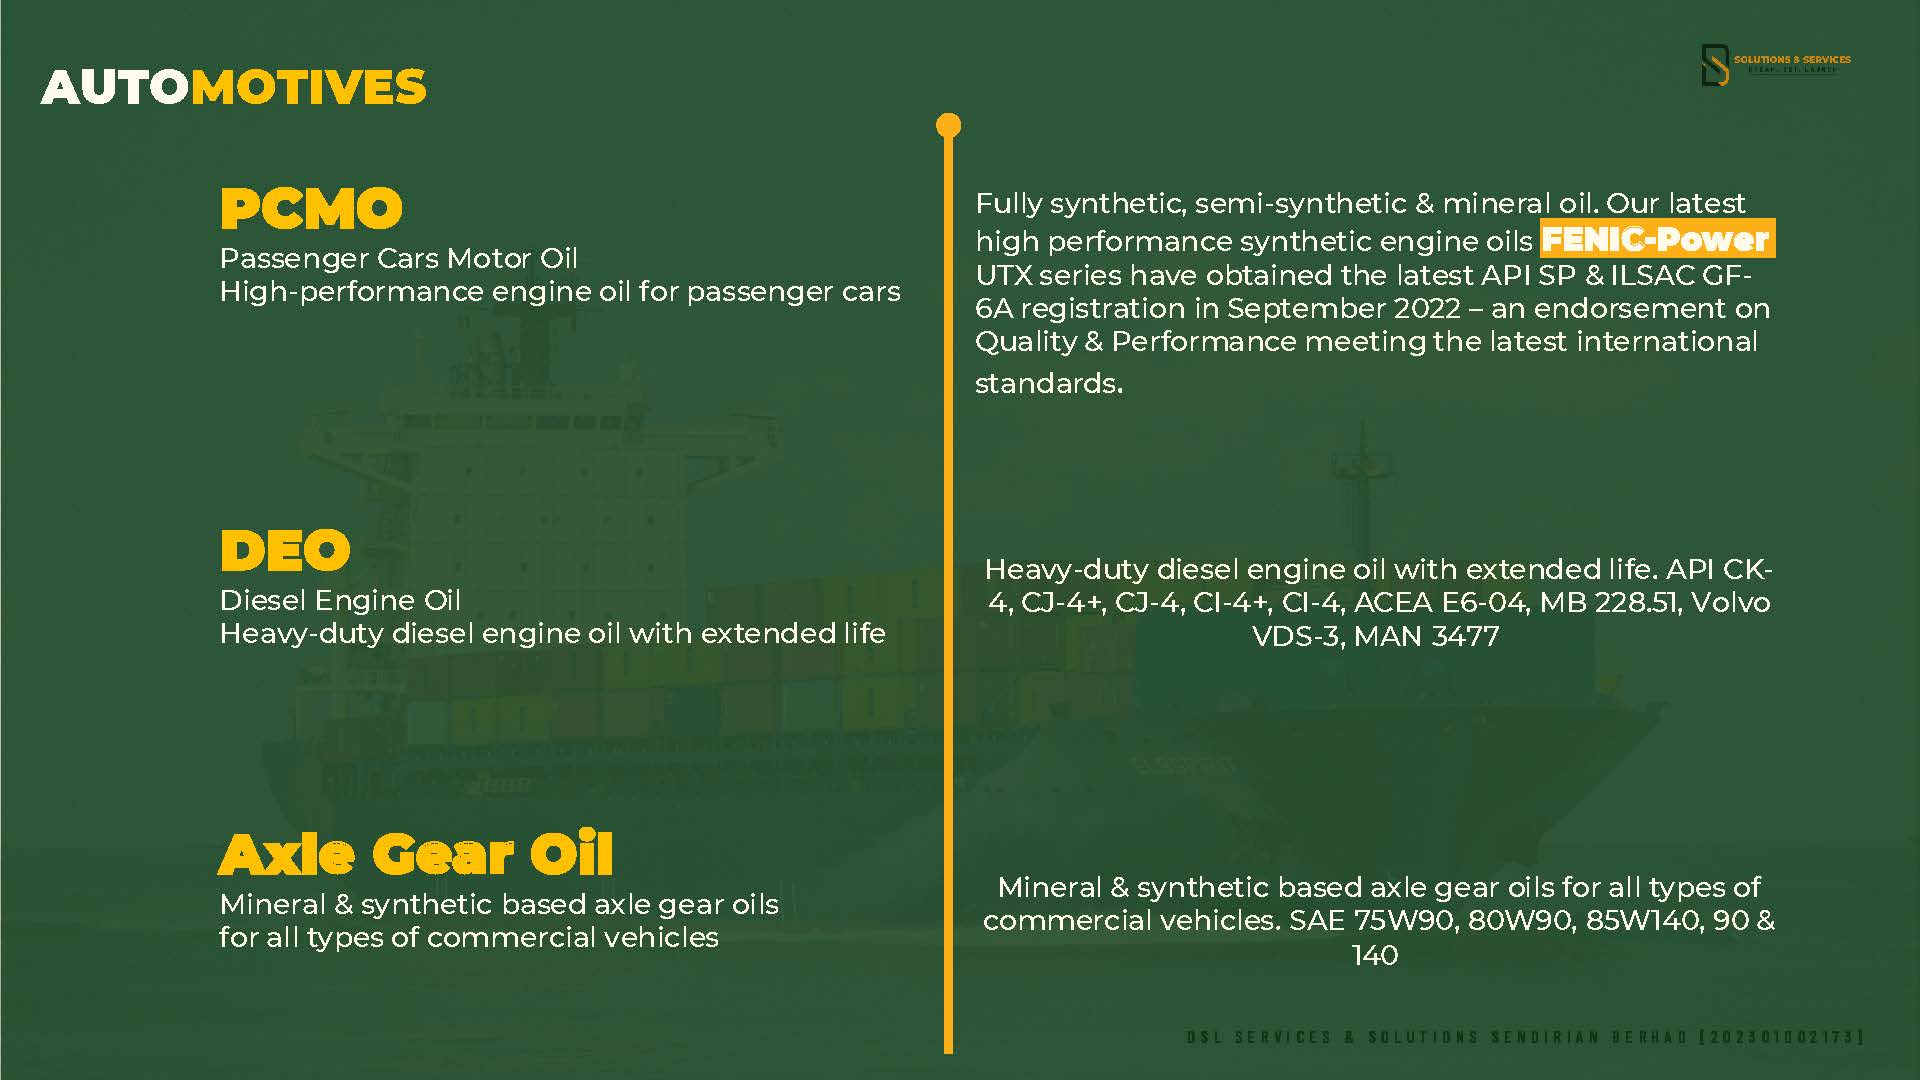 AUTOMOTIVES
SOLUTIONS & SERVICES
PCMO
Passenger Cars Motor Oil
High-performance engine oil for passenger cars
Fully synthetic, semi-synthetic & mineral oil. Our latest
high performance synthetic engine oils FENIC-Power
UTX series have obtained the latest API SP & ILSAC GF-
6A registration in September 2022 – an endorsement on
Quality & Performance meeting the latest international
standards.
DEO
Diesel Engine Oil
Heavy-duty diesel engine oil with extended life
Heavy-duty diesel engine oil with extended life. API CK-
4, CJ-4+, CJ-4, CI-4+, CI-4, ACEA E6-04, MB 228.51, Volvo
VDS-3, MAN 3477
Axle Gear Oil
Mineral & synthetic based axle gear oils
for all types of commercial vehicles
Mineral & synthetic based axle gear oils for all types of
commercial vehicles. SAE 75W90, 80W90, 85W140, 90 &
140
DSL SERVICES & SOLUTIONS SENDIRIAN BERHAD [202301002173]